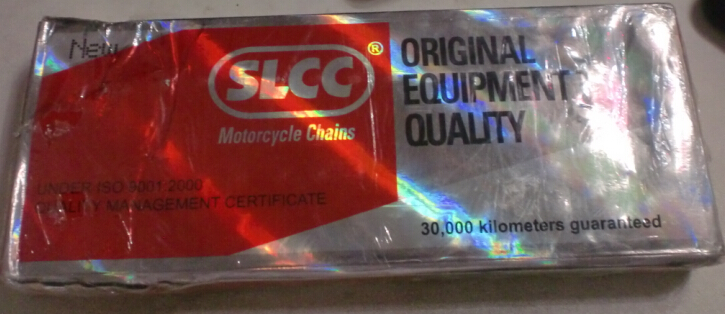 New
SLCC ®
Motorcycle Chains
UNDER ISO 9001:2000
QUALITY MANAGEMENT CERTIFICATE
ORIGINAL
EQUIPMENT
QUALITY
30,000 kilometers guaranteed